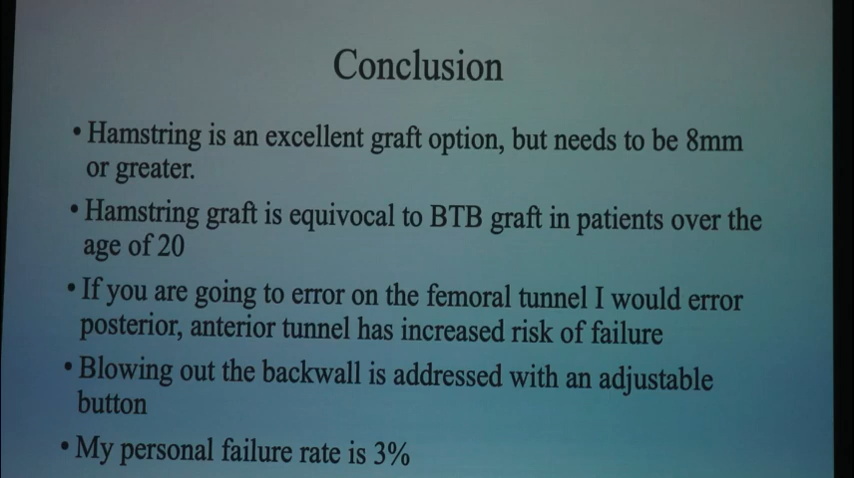 Conclusion
• Hamstring is an excellent graft option, but needs to be 8mm
or greater.
• Hamstring graft is equivocal to BTB graft in patients over the
age of 20
• If you are going to error on the femoral tunnel I would error
posterior, anterior tunnel has increased risk of failure
• Blowing out the backwall is addressed with an adjustable
button
• My personal failure rate is 3%